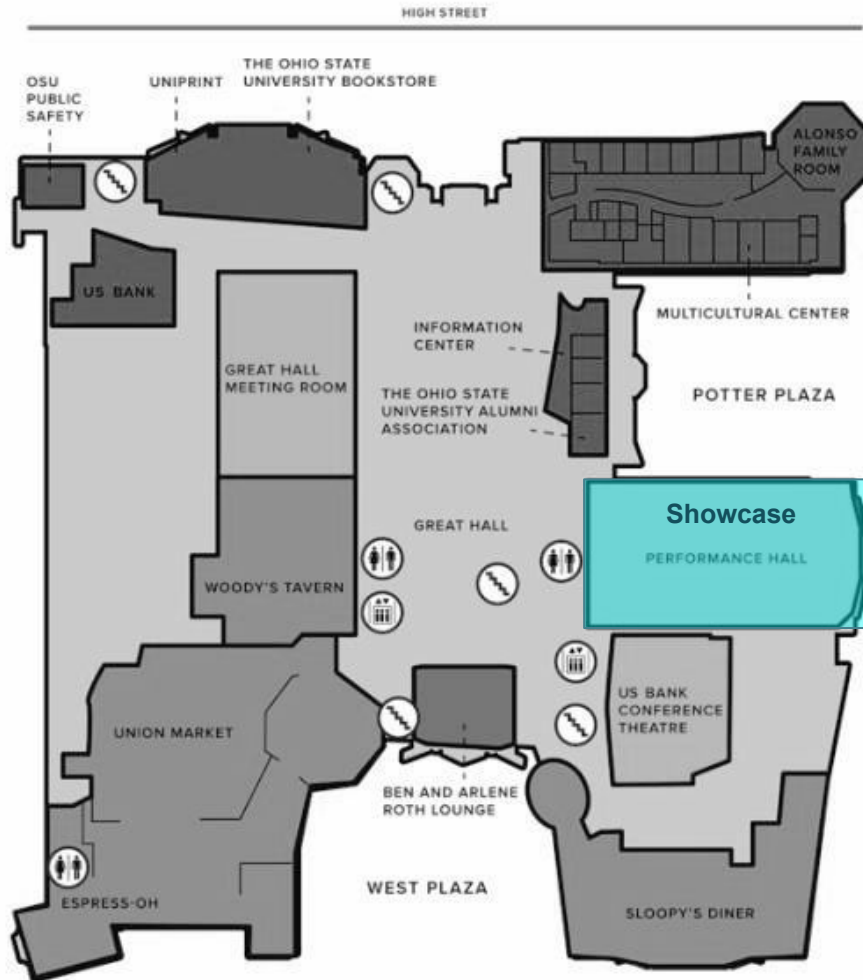 HIGH STREET
OSU
PUBLIC
SAFETY
UNIPRINT
THE OHIO STATE
UNIVERSITY BOOKSTORE
ALONSO
FAMILY
ROOM
US BANK
MULTICULTURAL CENTER
INFORMATION
CENTER
GREAT HALL
MEETING ROOM
THE OHIO STATE
UNIVERSITY ALUMNI
ASSOCIATION
POTTER PLAZA
Showcase
GREAT HALL
PERFORMANCE HALL
WOODY'S TAVERN
US BANK
CONFERENCE
THEATRE
UNION MARKET
BEN AND ARLENE
ROTH LOUNGE
WEST PLAZA
ESPRESS-OH
SLOOPY'S DINER